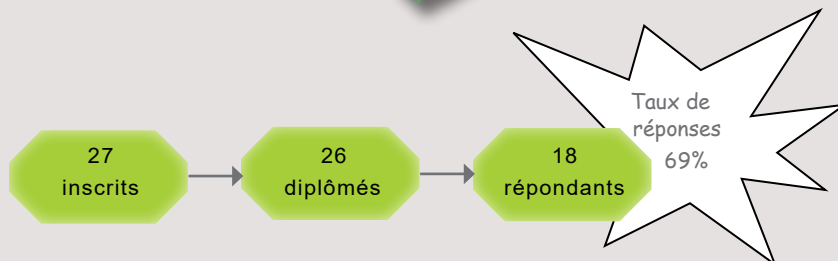 27
inscrits
26
diplômés
18
répondants
Taux de
réponses
69%